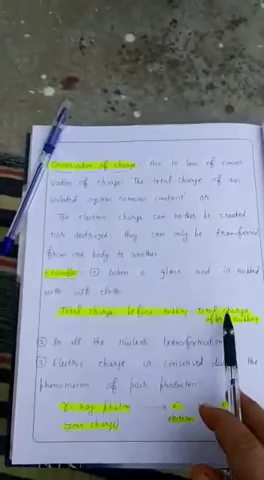 Conservation of charge. Acc to law of conser
vation of charge. The total charge of an
isolated system remain constant or
The electric charge can neither be created
nor destroyed, they can only be transferred
from one body to another
Example ① When a glass rod is rubbed
with silk cloth
Total charge before rubbing total charge
after rubbing
② In all the nuclear transformation
③ Electric charge is conserved the
phenomenon of pair production
γ-ray photon → e⁻
(zero charge) electron